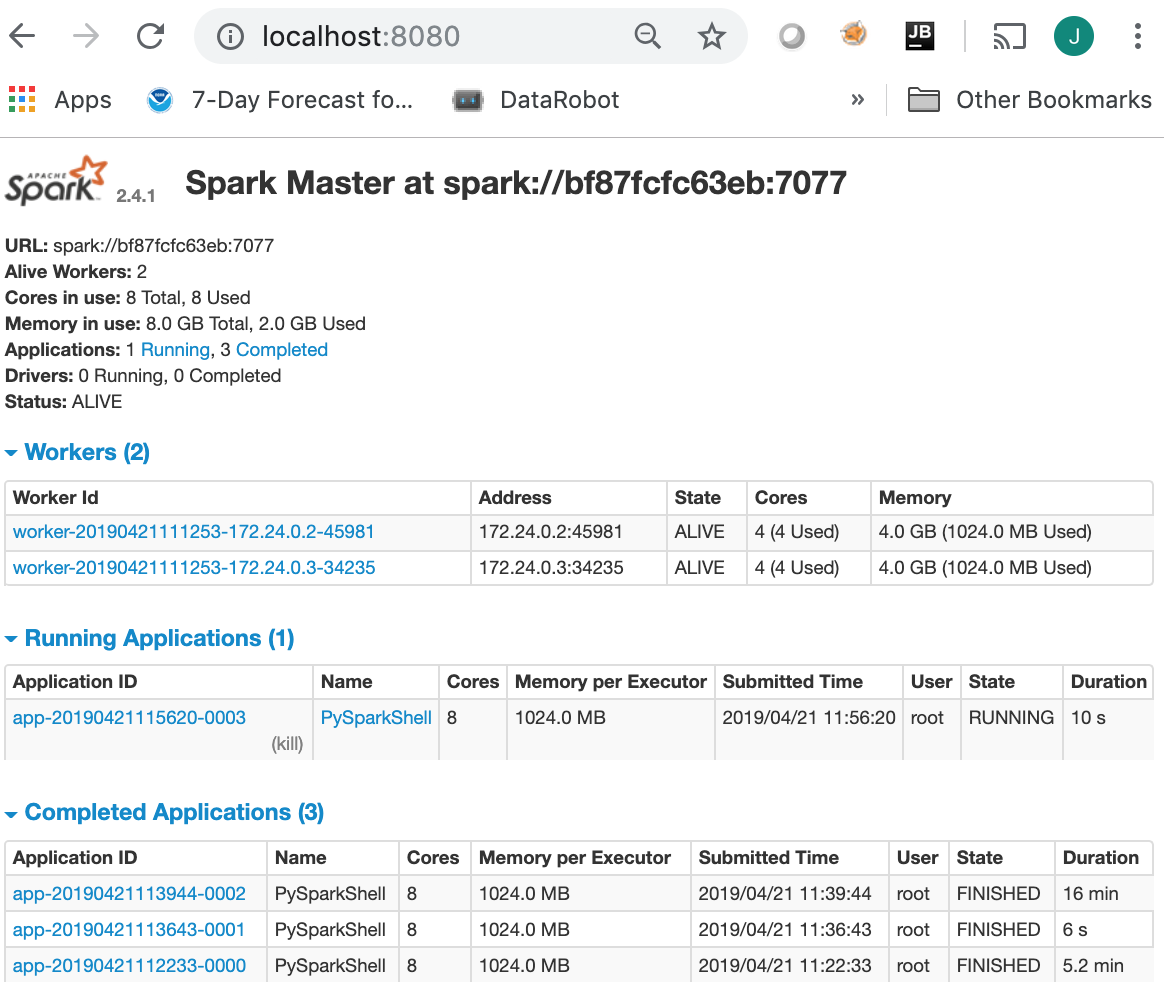 localhost:8080
JB
J
Apps 7-Day Forecast fo... DataRobot » Other Bookmarks
APACHE
Spark 2.4.1 Spark Master at spark://bf87fcfc63eb:7077
URL: spark://bf87fcfc63eb:7077
Alive Workers: 2
Cores in use: 8 Total, 8 Used
Memory in use: 8.0 GB Total, 2.0 GB Used
Applications: 1 Running, 3 Completed
Drivers: 0 Running, 0 Completed
Status: ALIVE
Workers (2)
Worker Id Address State Cores Memory
worker-20190421111253-172.24.0.2-45981 172.24.0.2:45981 ALIVE 4 (4 Used) 4.0 GB (1024.0 MB Used)
worker-20190421111253-172.24.0.3-34235 172.24.0.3:34235 ALIVE 4 (4 Used) 4.0 GB (1024.0 MB Used)
Running Applications (1)
Application ID Name Cores Memory per Executor Submitted Time User State Duration
app-20190421115620-0003 PySparkShell 8 1024.0 MB 2019/04/21 11:56:20 root RUNNING 10 s
(kill)
Completed Applications (3)
Application ID Name Cores Memory per Executor Submitted Time User State Duration
app-20190421113944-0002 PySparkShell 8 1024.0 MB 2019/04/21 11:39:44 root FINISHED 16 min
app-20190421113643-0001 PySparkShell 8 1024.0 MB 2019/04/21 11:36:43 root FINISHED 6 s
app-20190421112233-0000 PySparkShell 8 1024.0 MB 2019/04/21 11:22:33 root FINISHED 5.2 min